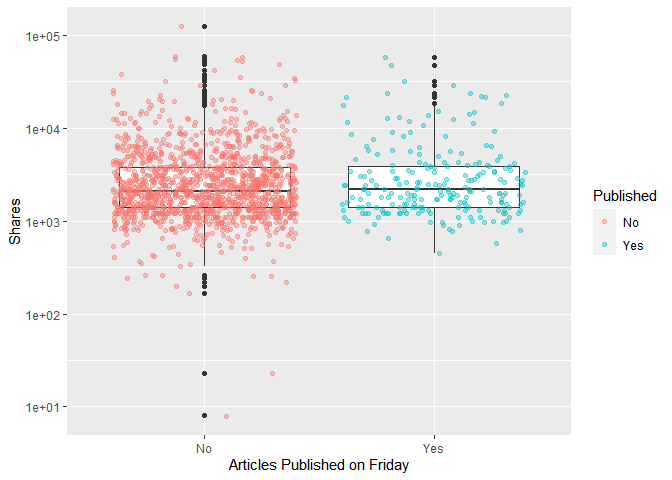 1e+05
1e+04
1e+03
1e+02
1e+01
Shares
No
Yes
Articles Published on Friday
Published
No
Yes